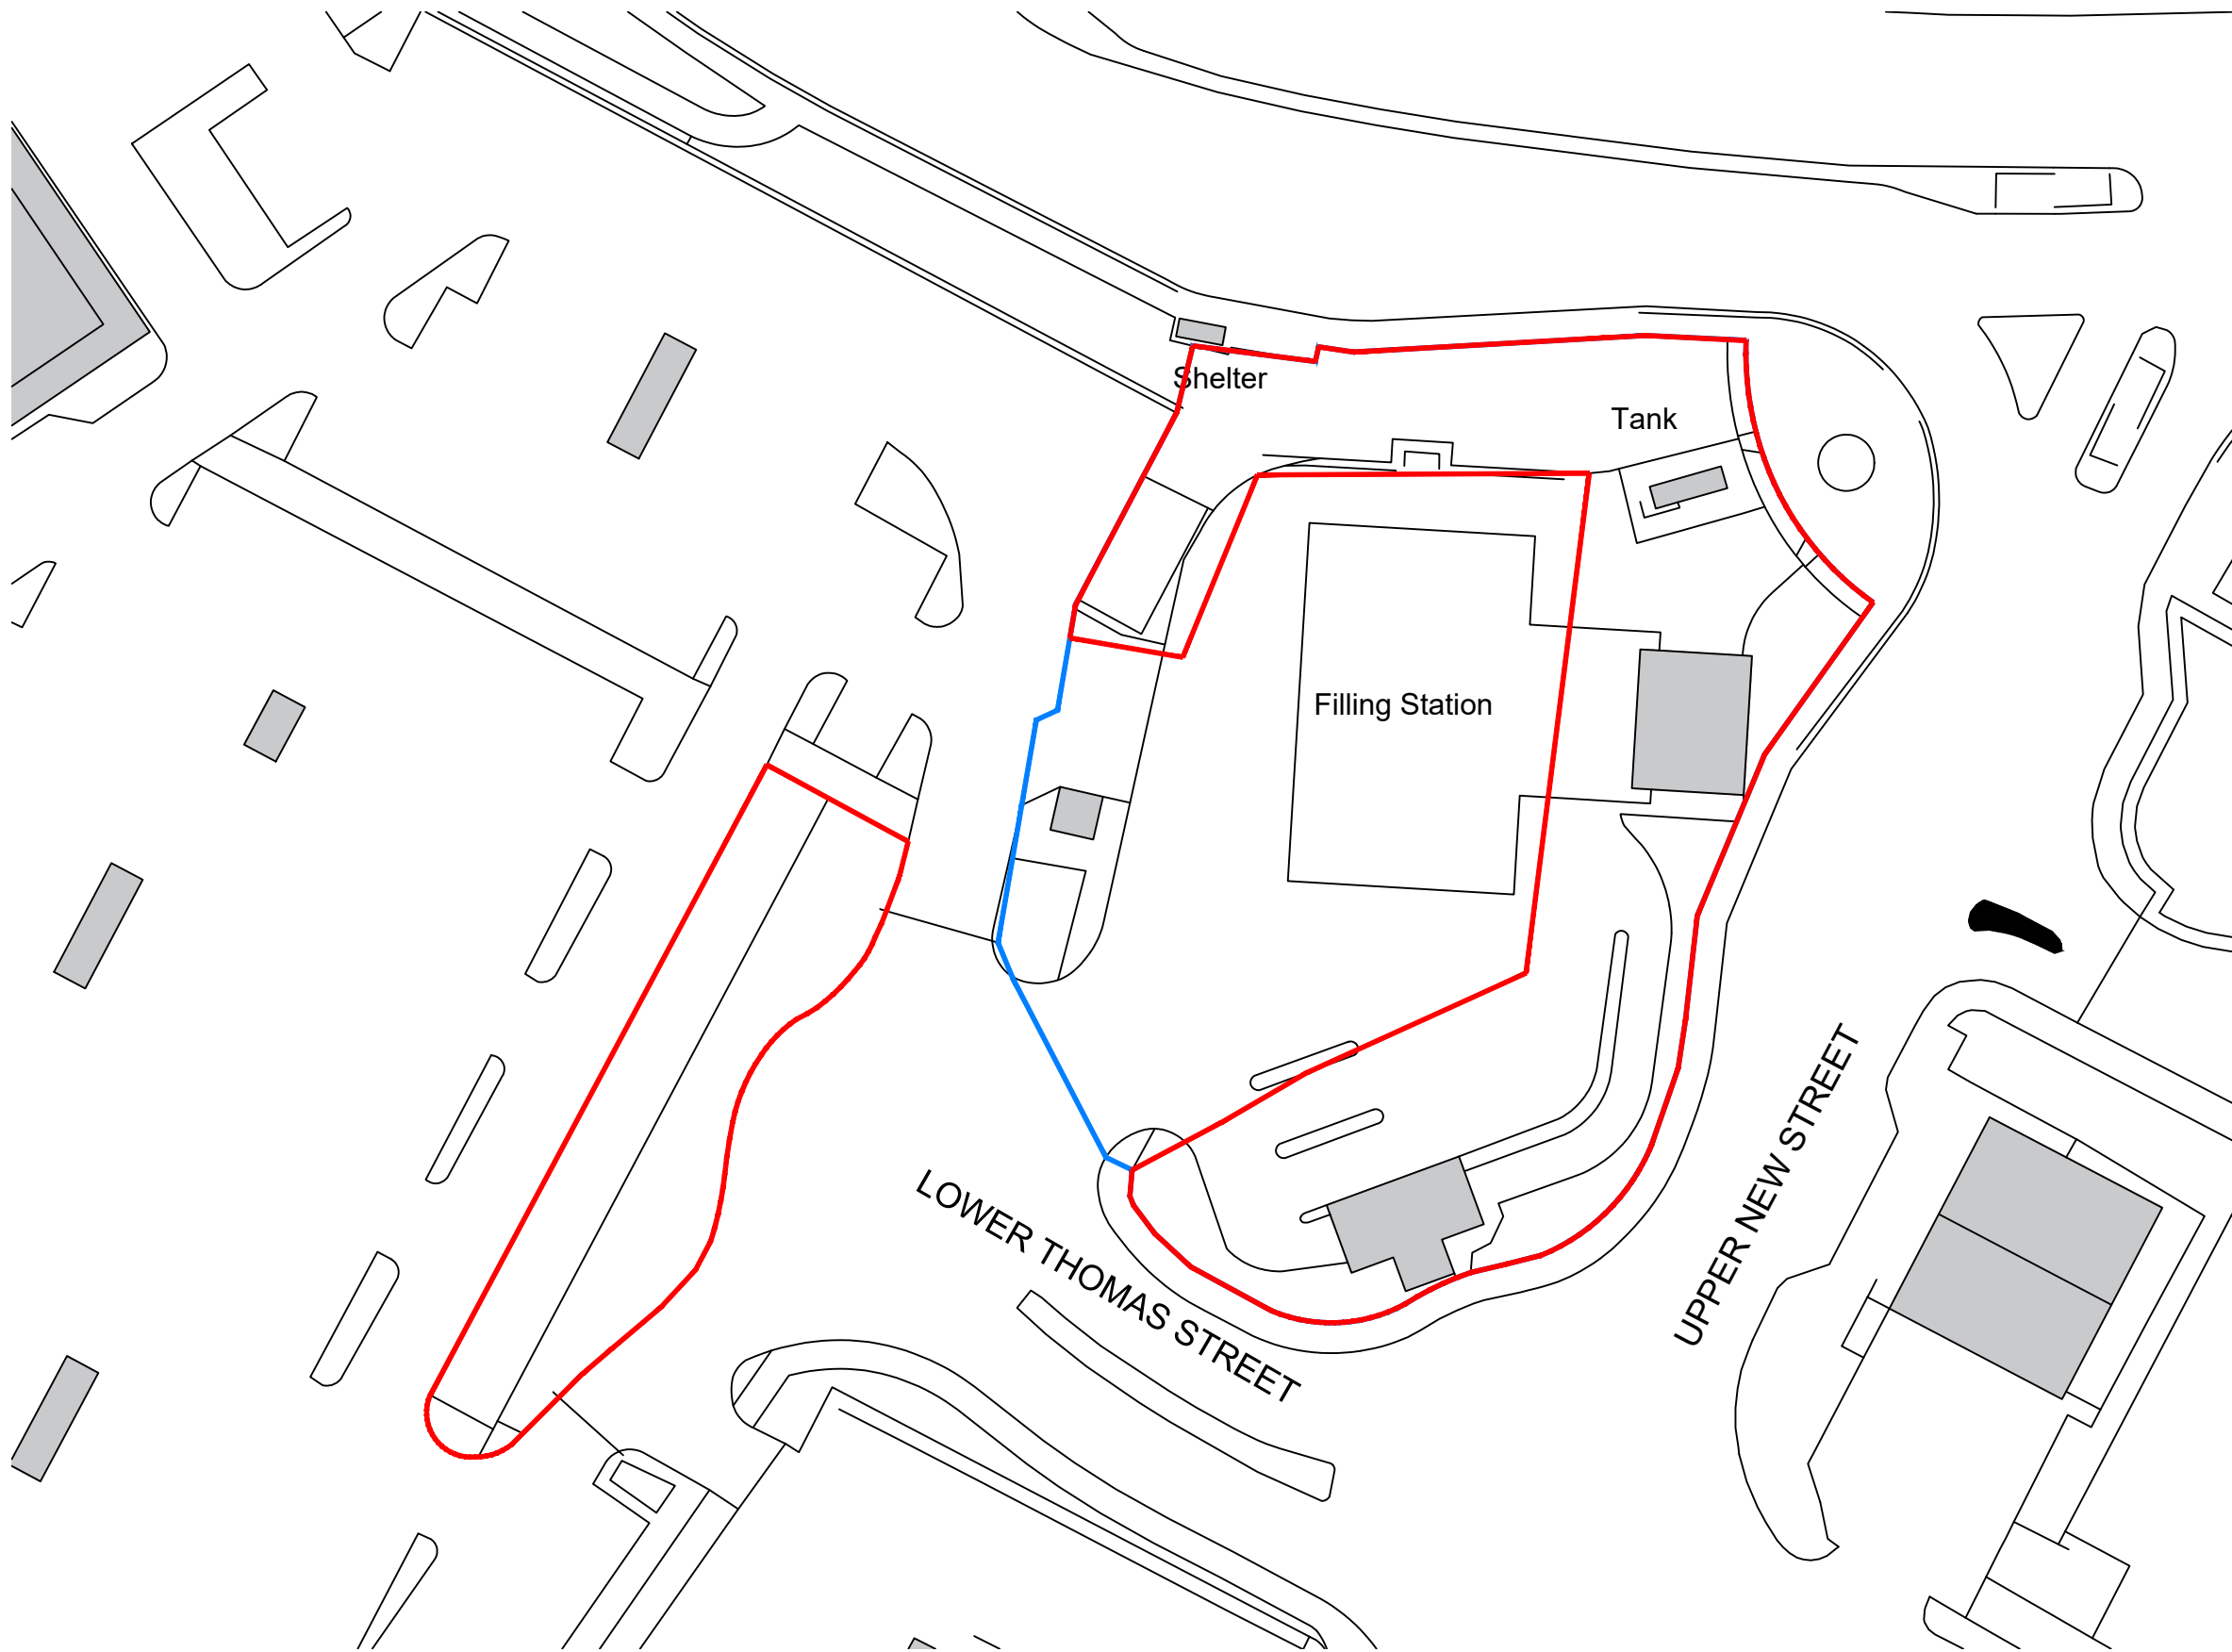 Shelter
Tank
Filling Station
LOWER THOMAS STREET
UPPER NEW STREET